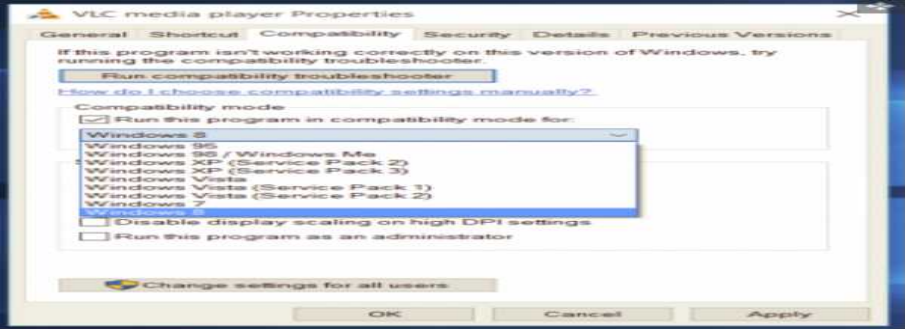 VLC media player Properties
General Shortcut Compatibility Security Details Previous Versions
If this program isn't working correctly on this version of Windows, try
running the compatibility troubleshooter.
Run compatibility troubleshooter
How do I choose compatibility settings manually?
Compatibility mode
Run this program in compatibility mode for:
Windows 8
Windows 95
Windows 98 / Windows Me
Windows XP (Service Pack 2)
Windows XP (Service Pack 3)
Windows Vista
Windows Vista (Service Pack 1)
Windows Vista (Service Pack 2)
Windows 7
Windows 8
Disable display scaling on high DPI settings
Run this program as an administrator
Change settings for all users
OK Cancel Apply